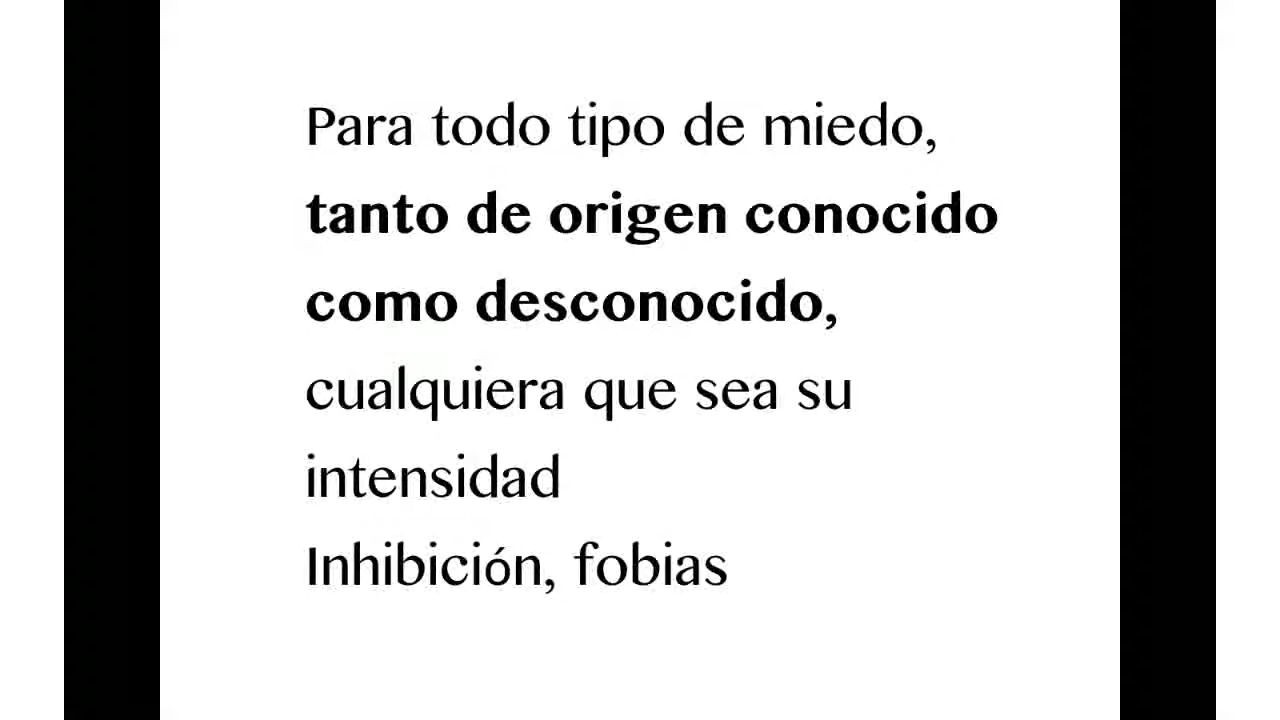 Para todo tipo de miedo,
tanto de origen conocido
como desconocido,
cualquiera que sea su
intensidad
Inhibición, fobias